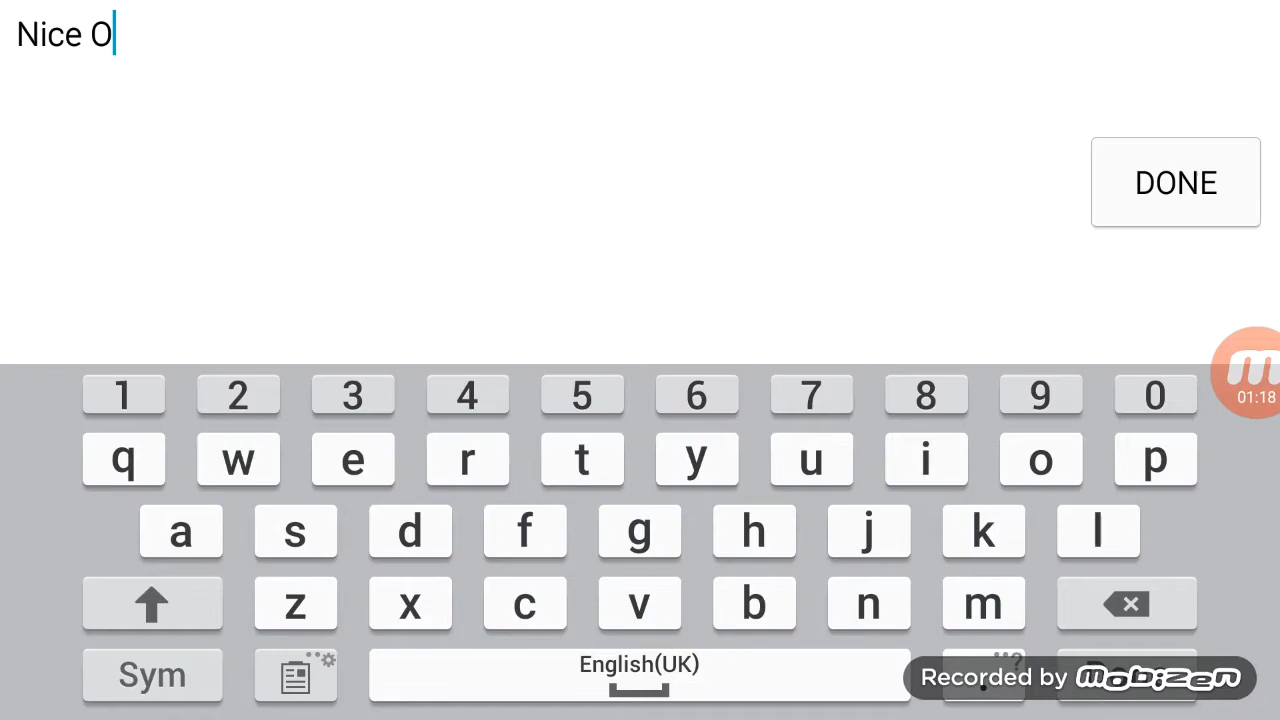 Nice O
DONE
1 2 3 4 5 6 7 8 9 0
01:18
q w e r t y u i o p
a s d f g h j k l
z x c v b n m
Sym
English(UK)
?
Recorded by mobizen